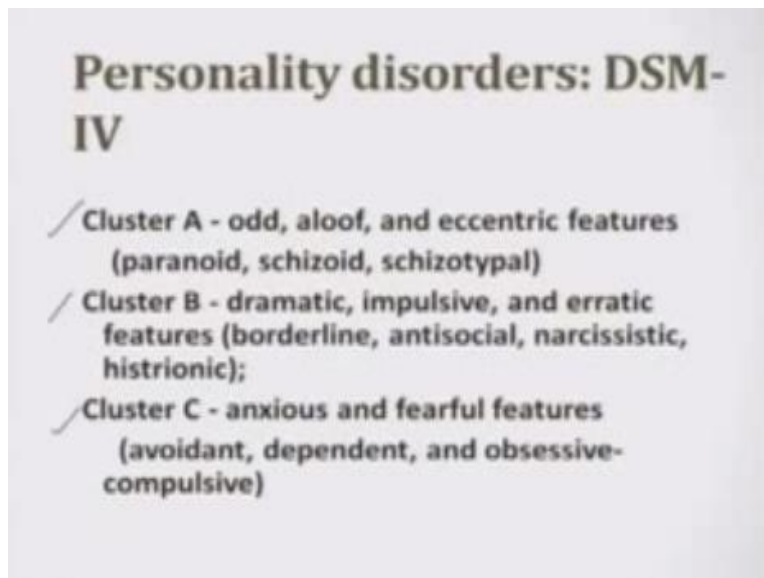 Personality disorders: DSM-
IV
Cluster A - odd, aloof, and eccentric features
(paranoid, schizoid, schizotypal)
Cluster B - dramatic, impulsive, and erratic
features (borderline, antisocial, narcissistic,
histrionic);
Cluster C - anxious and fearful features
(avoidant, dependent, and obsessive-
compulsive)